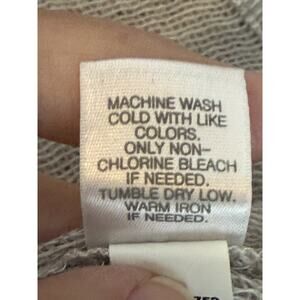 MACHINE WASH
COLD WITH LIKE
COLORS.
ONLY NON-
CHLORINE BLEACH
IF NEEDED.
TUMBLE DRY LOW.
WARM IRON
IF NEEDED.